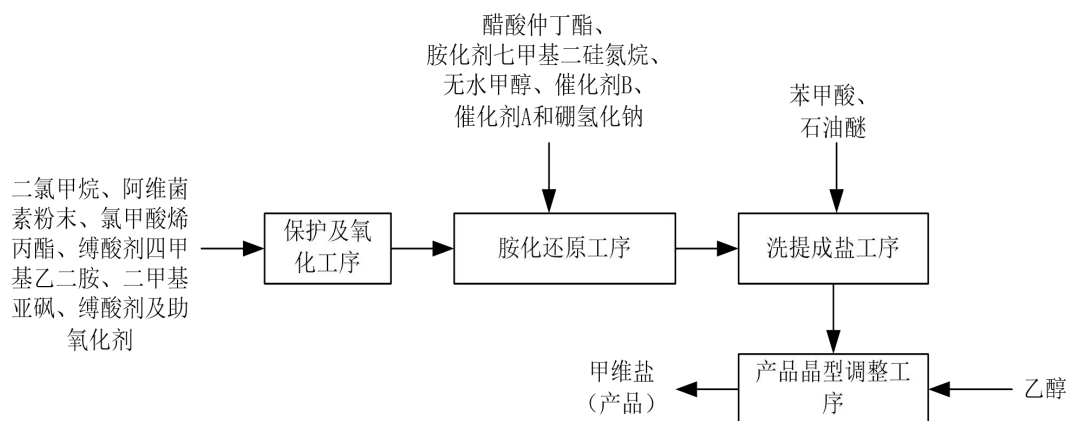 醋酸仲丁酯、
胺化剂七甲基二硅氮烷、
无水甲醇、催化剂B、
催化剂A和硼氢化钠
苯甲酸、
石油醚
二氯甲烷、阿维菌
素粉末、氯甲酸烯
丙酯、缚酸剂四甲
基乙二胺、二甲基
亚砜、缚酸剂及助
氧化剂
保护及氧
化工序
胺化还原工序
洗提成盐工序
甲维盐
（产品）
产品晶型调整工
序
乙醇